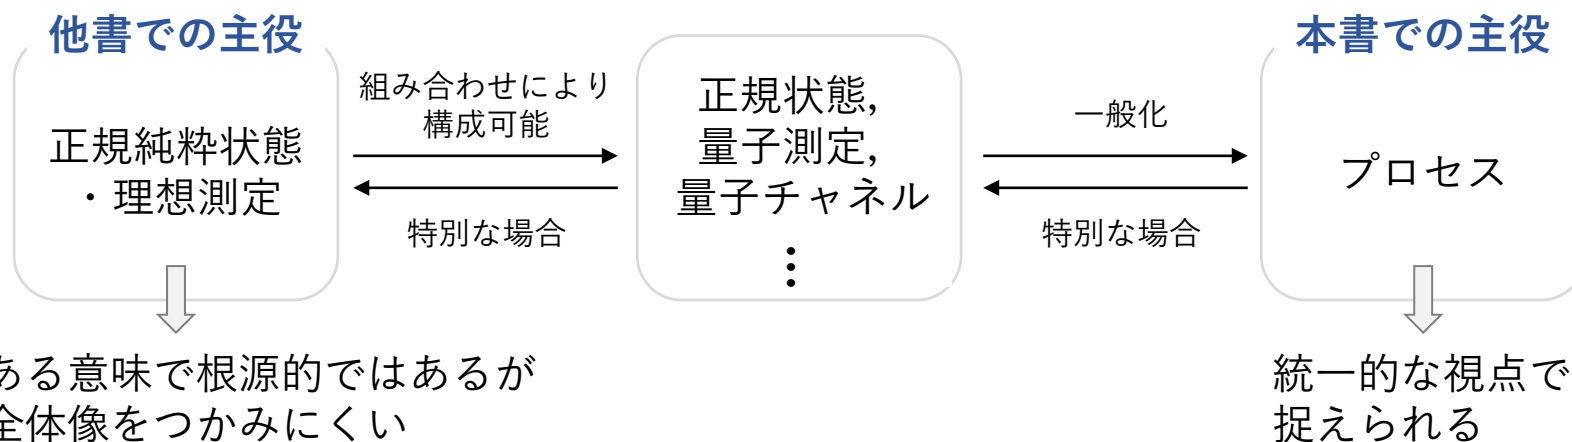 他書での主役
正規純粋状態
・理想測定
組み合わせにより
構成可能
特別な場合
正規状態,
量子測定,
量子チャネル
⋮
一般化
特別な場合
本書での主役
プロセス
ある意味で根源的ではあるが
全体像をつかみにくい
統一的な視点で
捉えられる